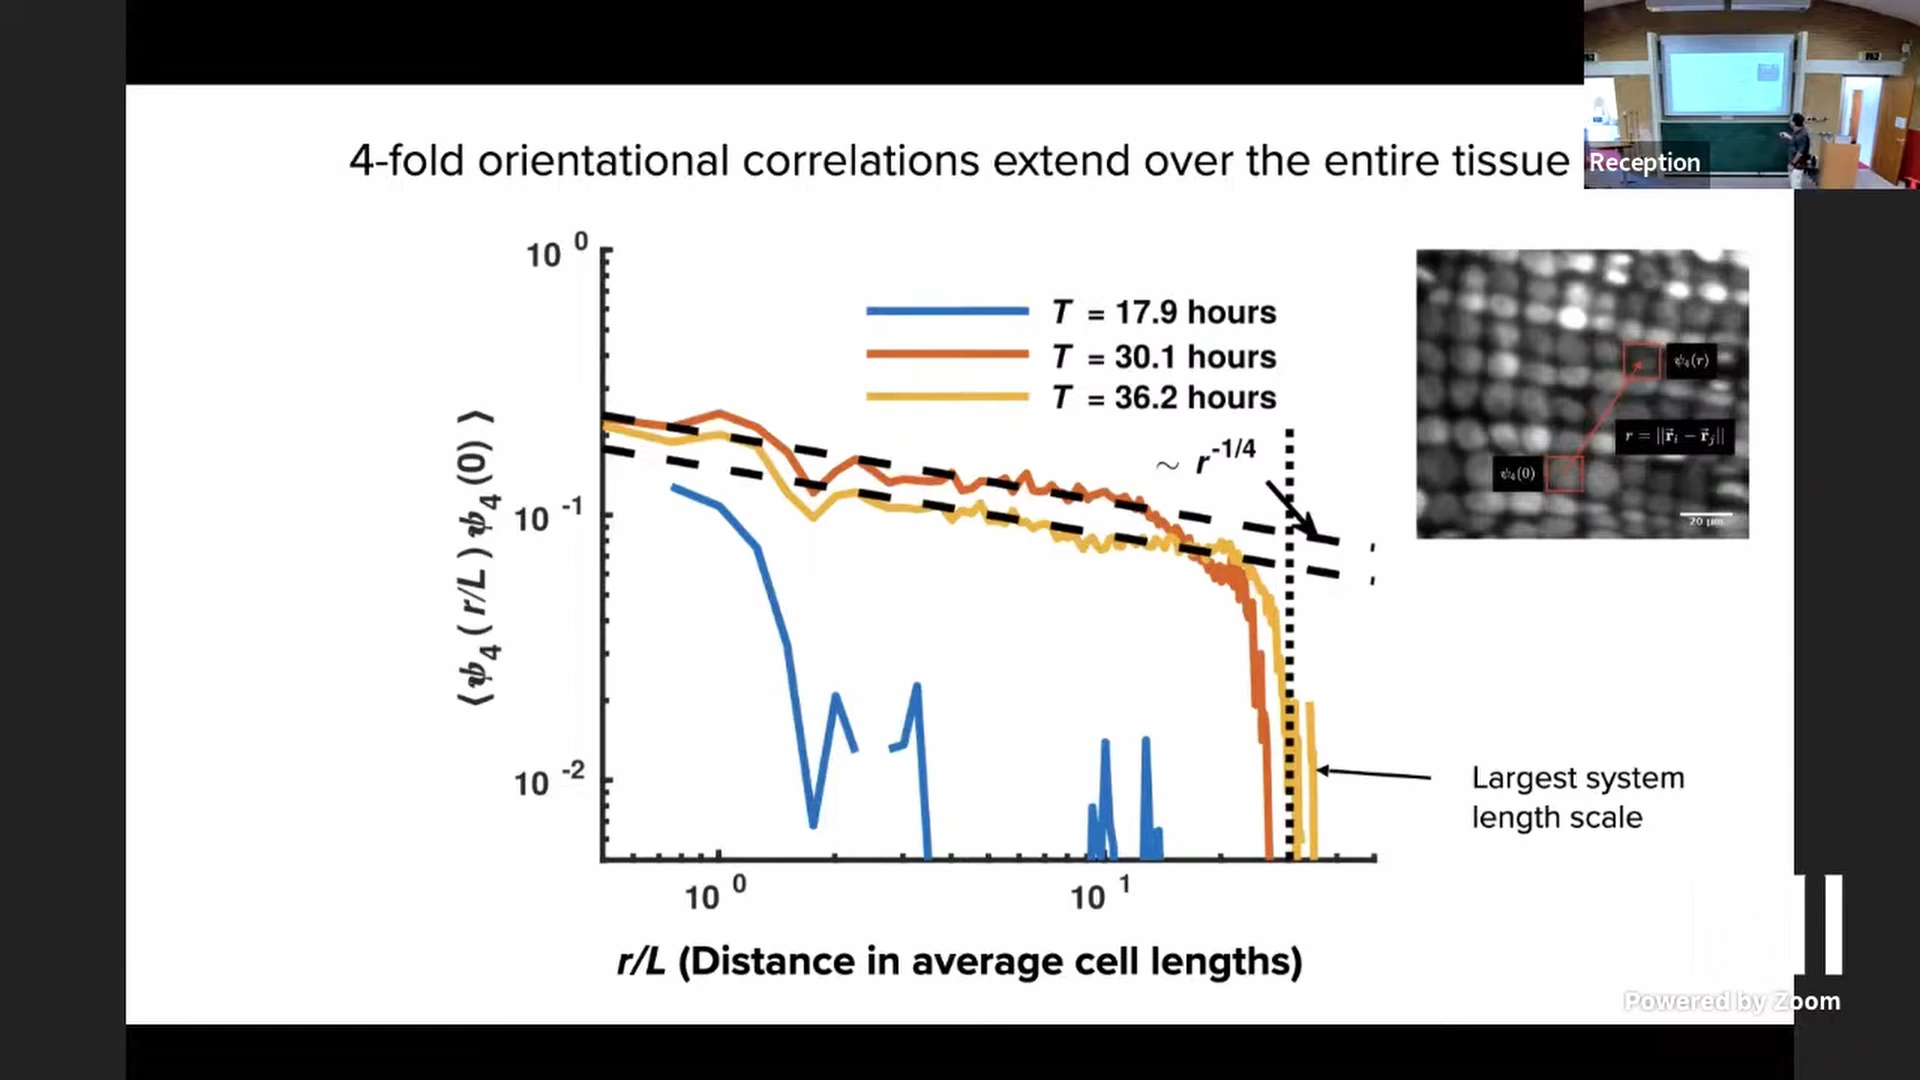 4-fold orientational correlations extend over the entire tissue
Reception
10 0
T = 17.9 hours
T = 30.1 hours
T = 36.2 hours
~ r-1/4
ψ4(r)
r = ||r⃗i − r⃗j||
ψ4(0)
20 μm
⟨ψ4( r/L ) ψ4(0) ⟩
10 -1
10 -2
Largest system
length scale
10 0
10 1
r/L (Distance in average cell lengths)
Powered by Zoom